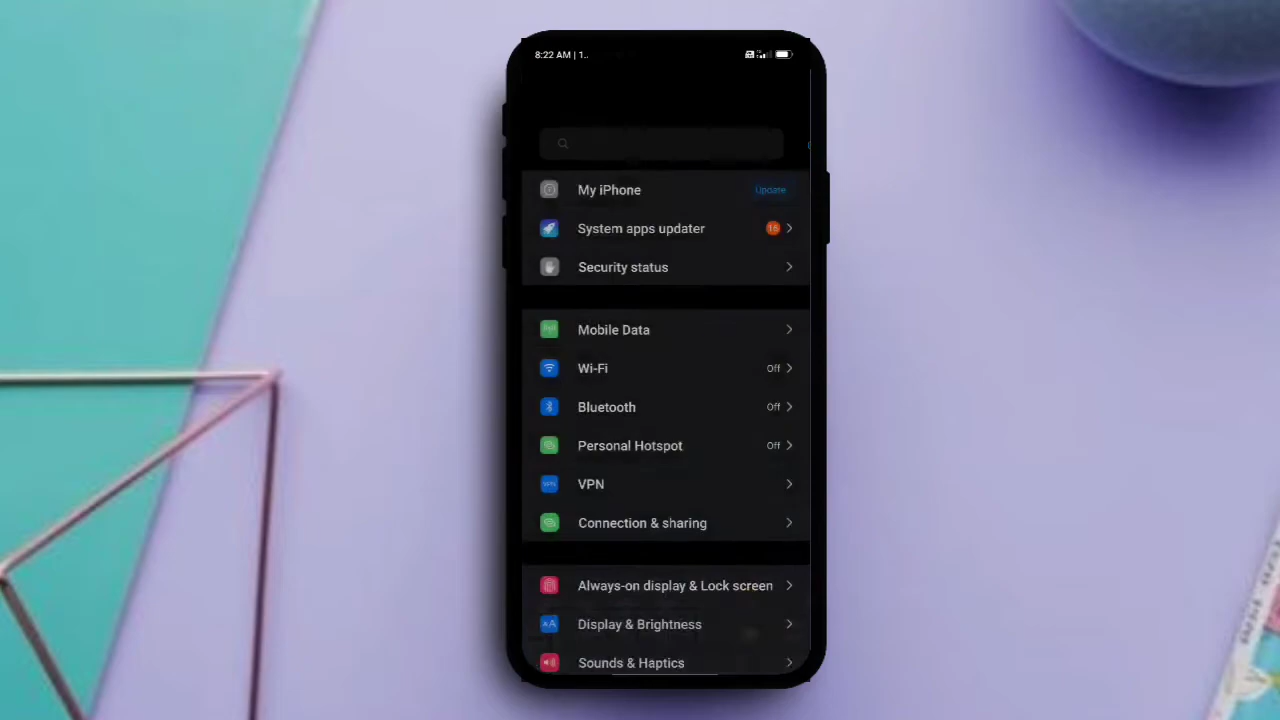 8:22 AM | 1..
My iPhone
Update
System apps updater
16
Security status
Mobile Data
Wi-Fi
Off
Bluetooth
Off
Personal Hotspot
Off
VPN
Connection & sharing
Always-on display & Lock screen
AA
Display & Brightness
Sounds & Haptics